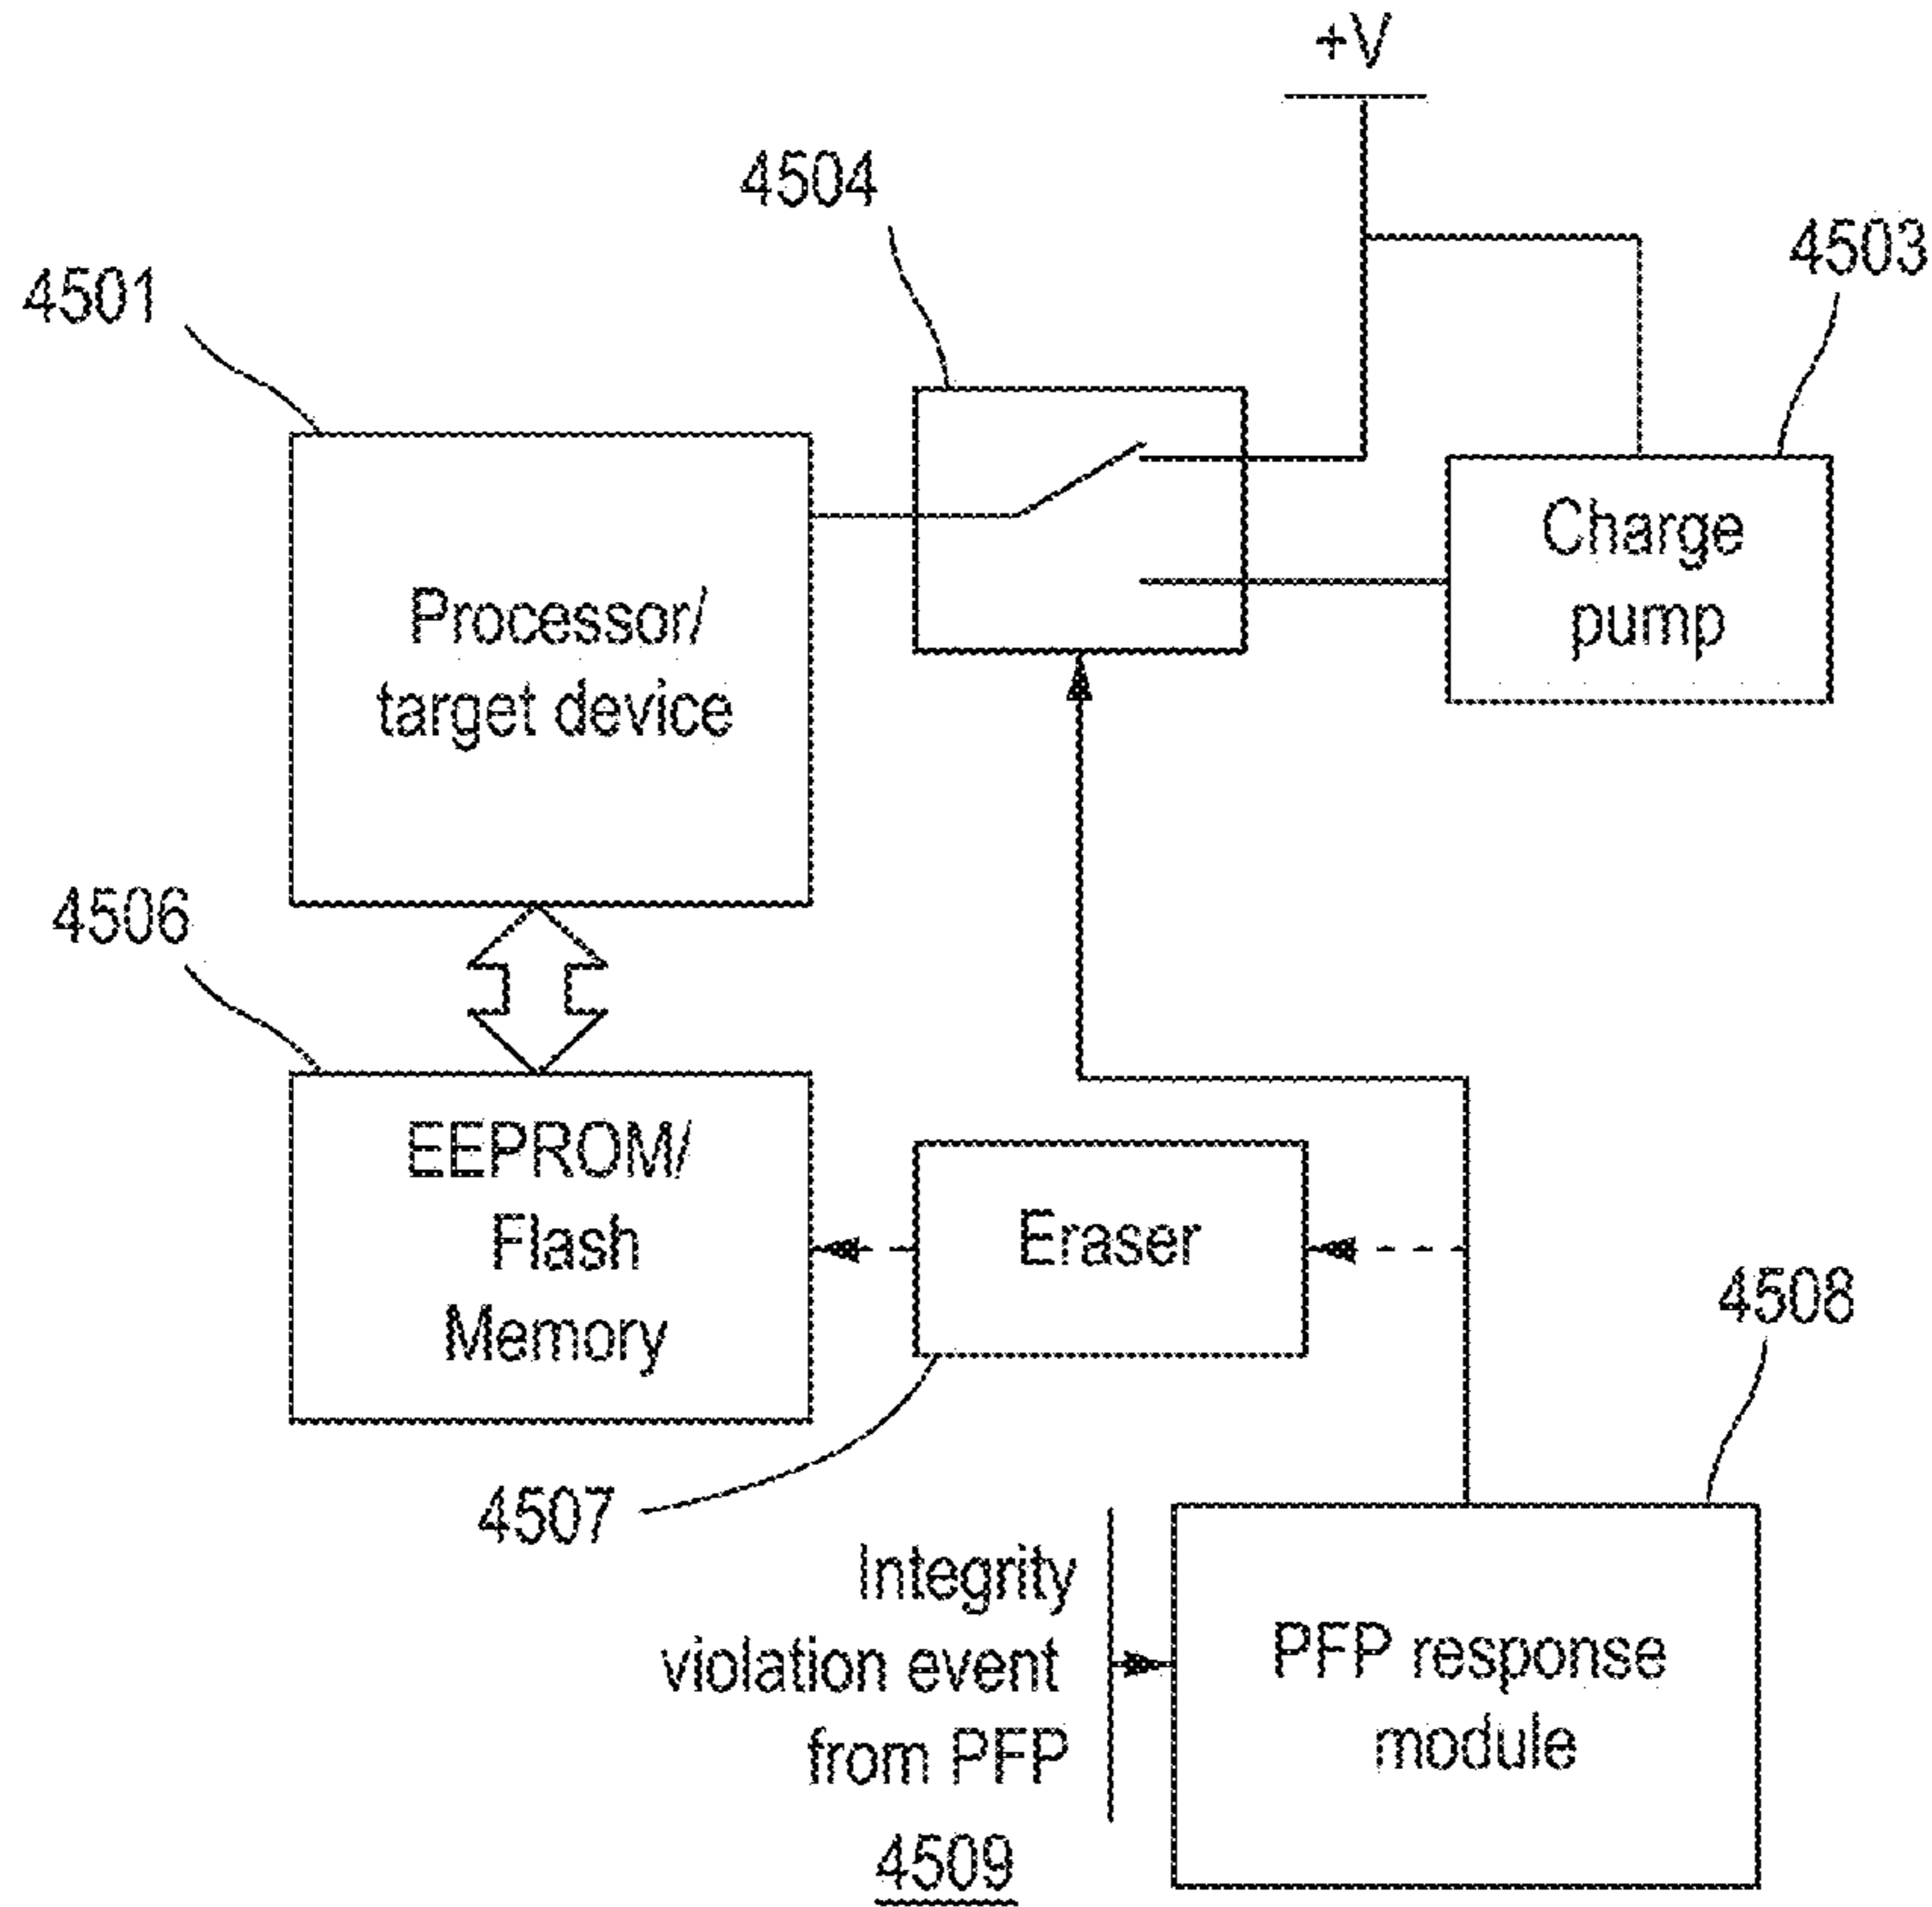 +V
4504
4503
4501
Charge
pump
Processor/
target device
4506
EEPROM/
Flash
Memory
Eraser
4508
4507
Integrity
violation event
from PFP
4509
PFP response
module